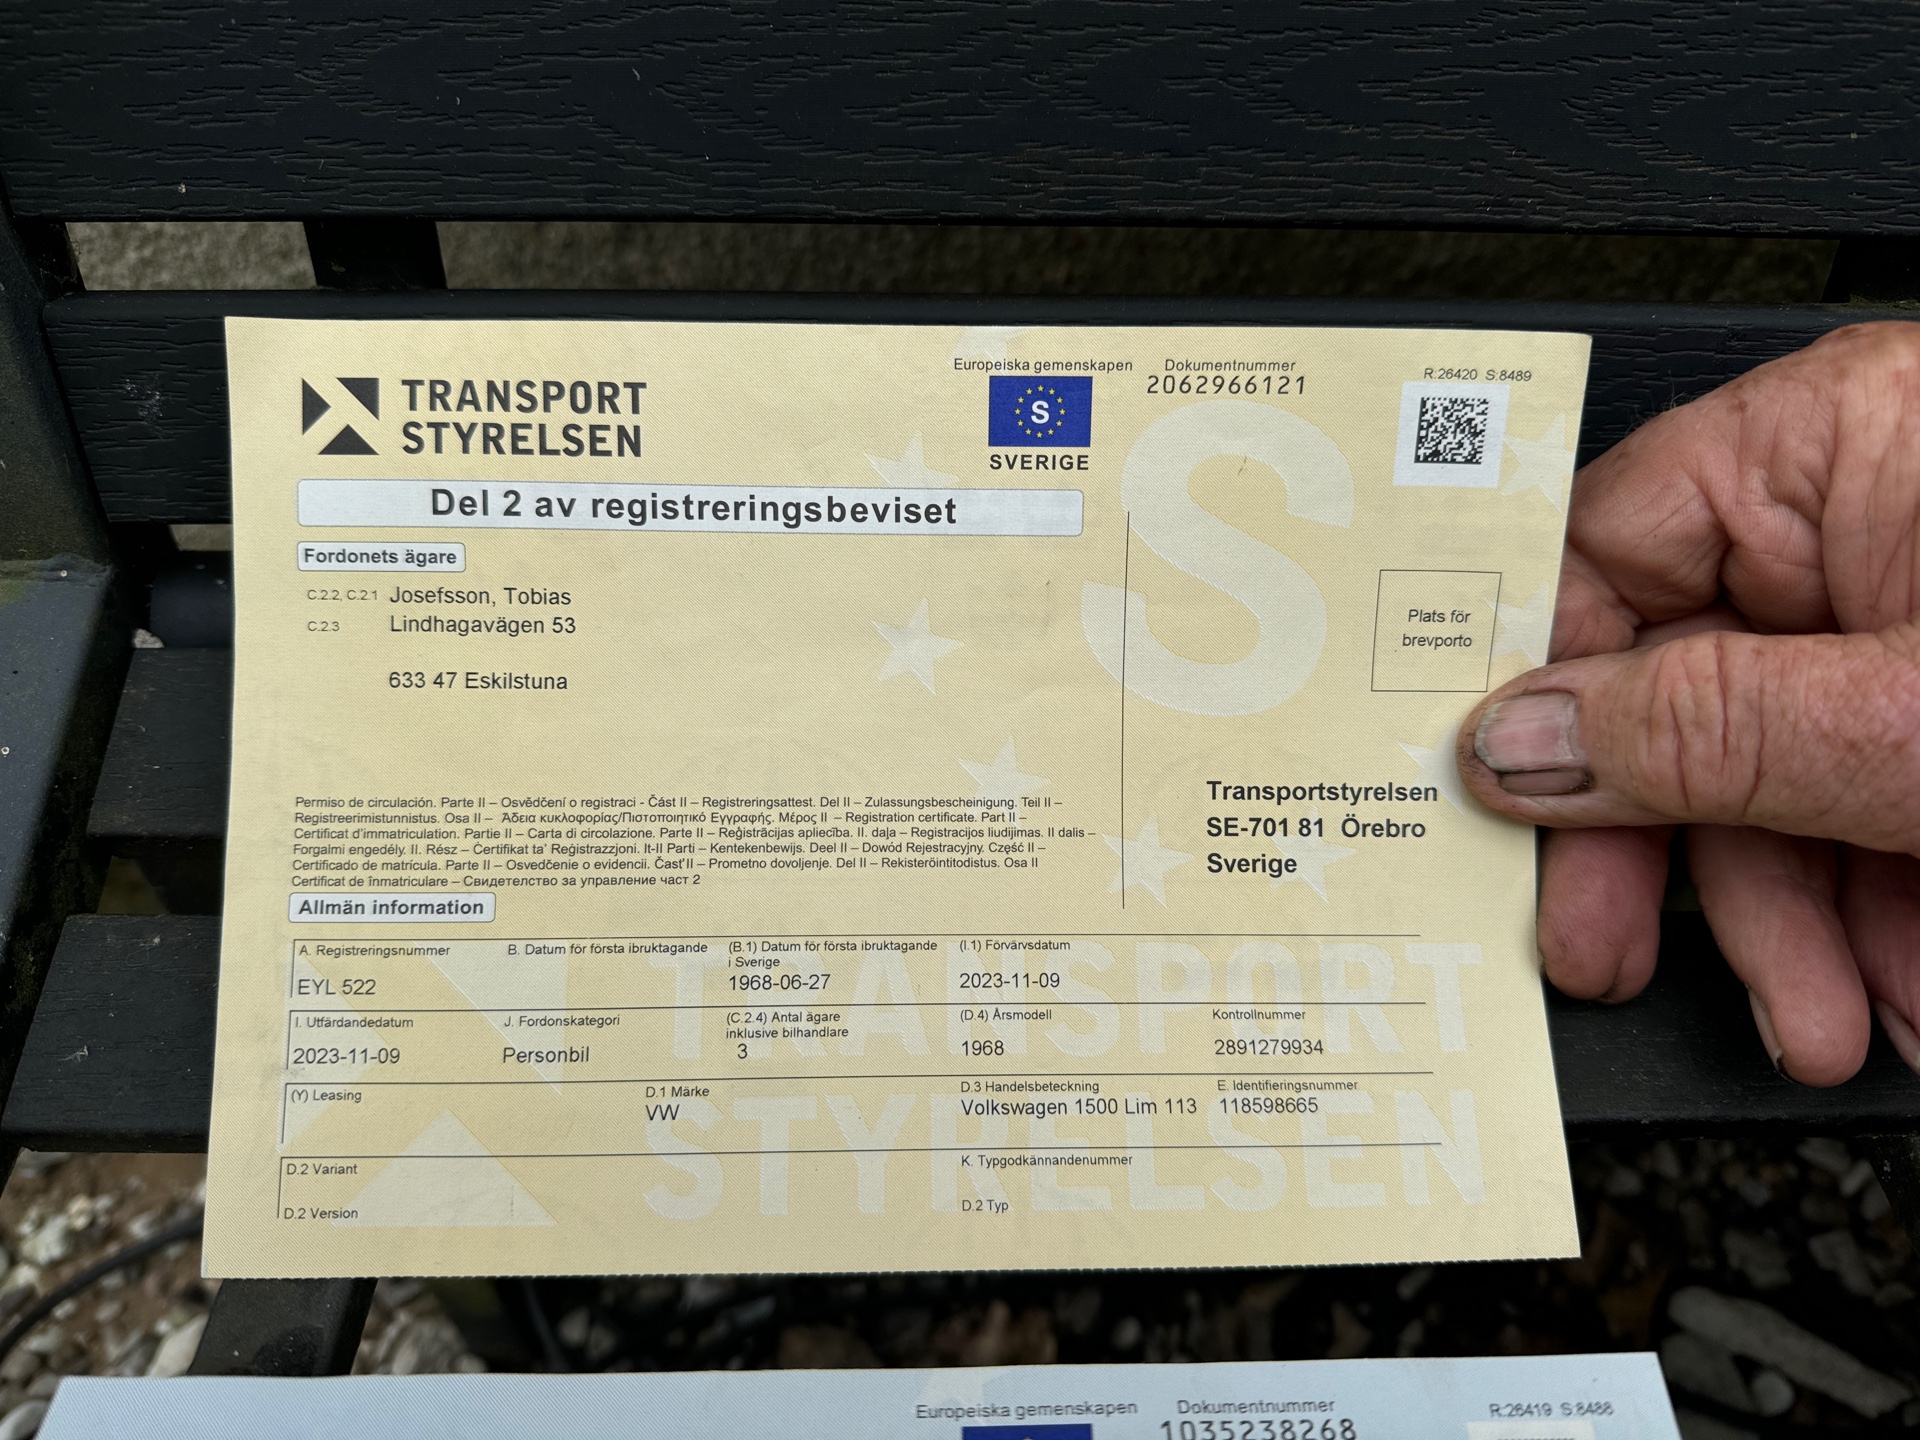 TRANSPORT
STYRELSEN
Europeiska gemenskapen
S
SVERIGE
Dokumentnummer
2062966121
R:26420 S:8489
Del 2 av registreringsbeviset
Fordonets ägare
C.2.2, C.2.1 Josefsson, Tobias
C.2.3 Lindhagavägen 53
633 47 Eskilstuna
Plats för
brevporto
Transportstyrelsen
SE-701 81 Örebro
Sverige
Permiso de circulación. Parte II – Osvědčení o registraci - Část II – Registreringsattest. Del II – Zulassungsbescheinigung. Teil II –
Registreerimistunnistus. Osa II – Άδεια κυκλοφορίας/Πιστοποιητικό Εγγραφής. Μέρος II – Registration certificate. Part II –
Certificat d'immatriculation. Partie II – Carta di circolazione. Parte II – Reģistrācijas apliecība. II. daļa – Registracijos liudijimas. II dalis –
Forgalmi engedély. II. Rész – Ċertifikat ta' Reġistrazzjoni. It-II Parti – Kentekenbewijs. Deel II – Dowód Rejestracyjny. Część II –
Certificado de matrícula. Parte II – Osvedčenie o evidencii. Časť II – Prometno dovoljenje. Del II – Rekisteröintitodistus. Osa II
Certificat de înmatriculare – Свидетелство за управление част 2
Allmän information
A. Registreringsnummer
EYL 522
B. Datum för första ibruktagande
(B.1) Datum för första ibruktagande
i Sverige
1968-06-27
(I.1) Förvärvsdatum
2023-11-09
I. Utfärdandedatum
2023-11-09
J. Fordonskategori
Personbil
(C.2.4) Antal ägare
inklusive bilhandlare
3
(D.4) Årsmodell
1968
Kontrollnummer
2891279934
(Y) Leasing
D.1 Märke
VW
D.3 Handelsbeteckning
Volkswagen 1500 Lim 113
E. Identifieringsnummer
118598665
D.2 Variant
K. Typgodkännandenummer
D.2 Version
D.2 Typ
S
TRANSPORT
STYRELSEN
Europeiska gemenskapen
Dokumentnummer
1035238268
R:26419 S:8488